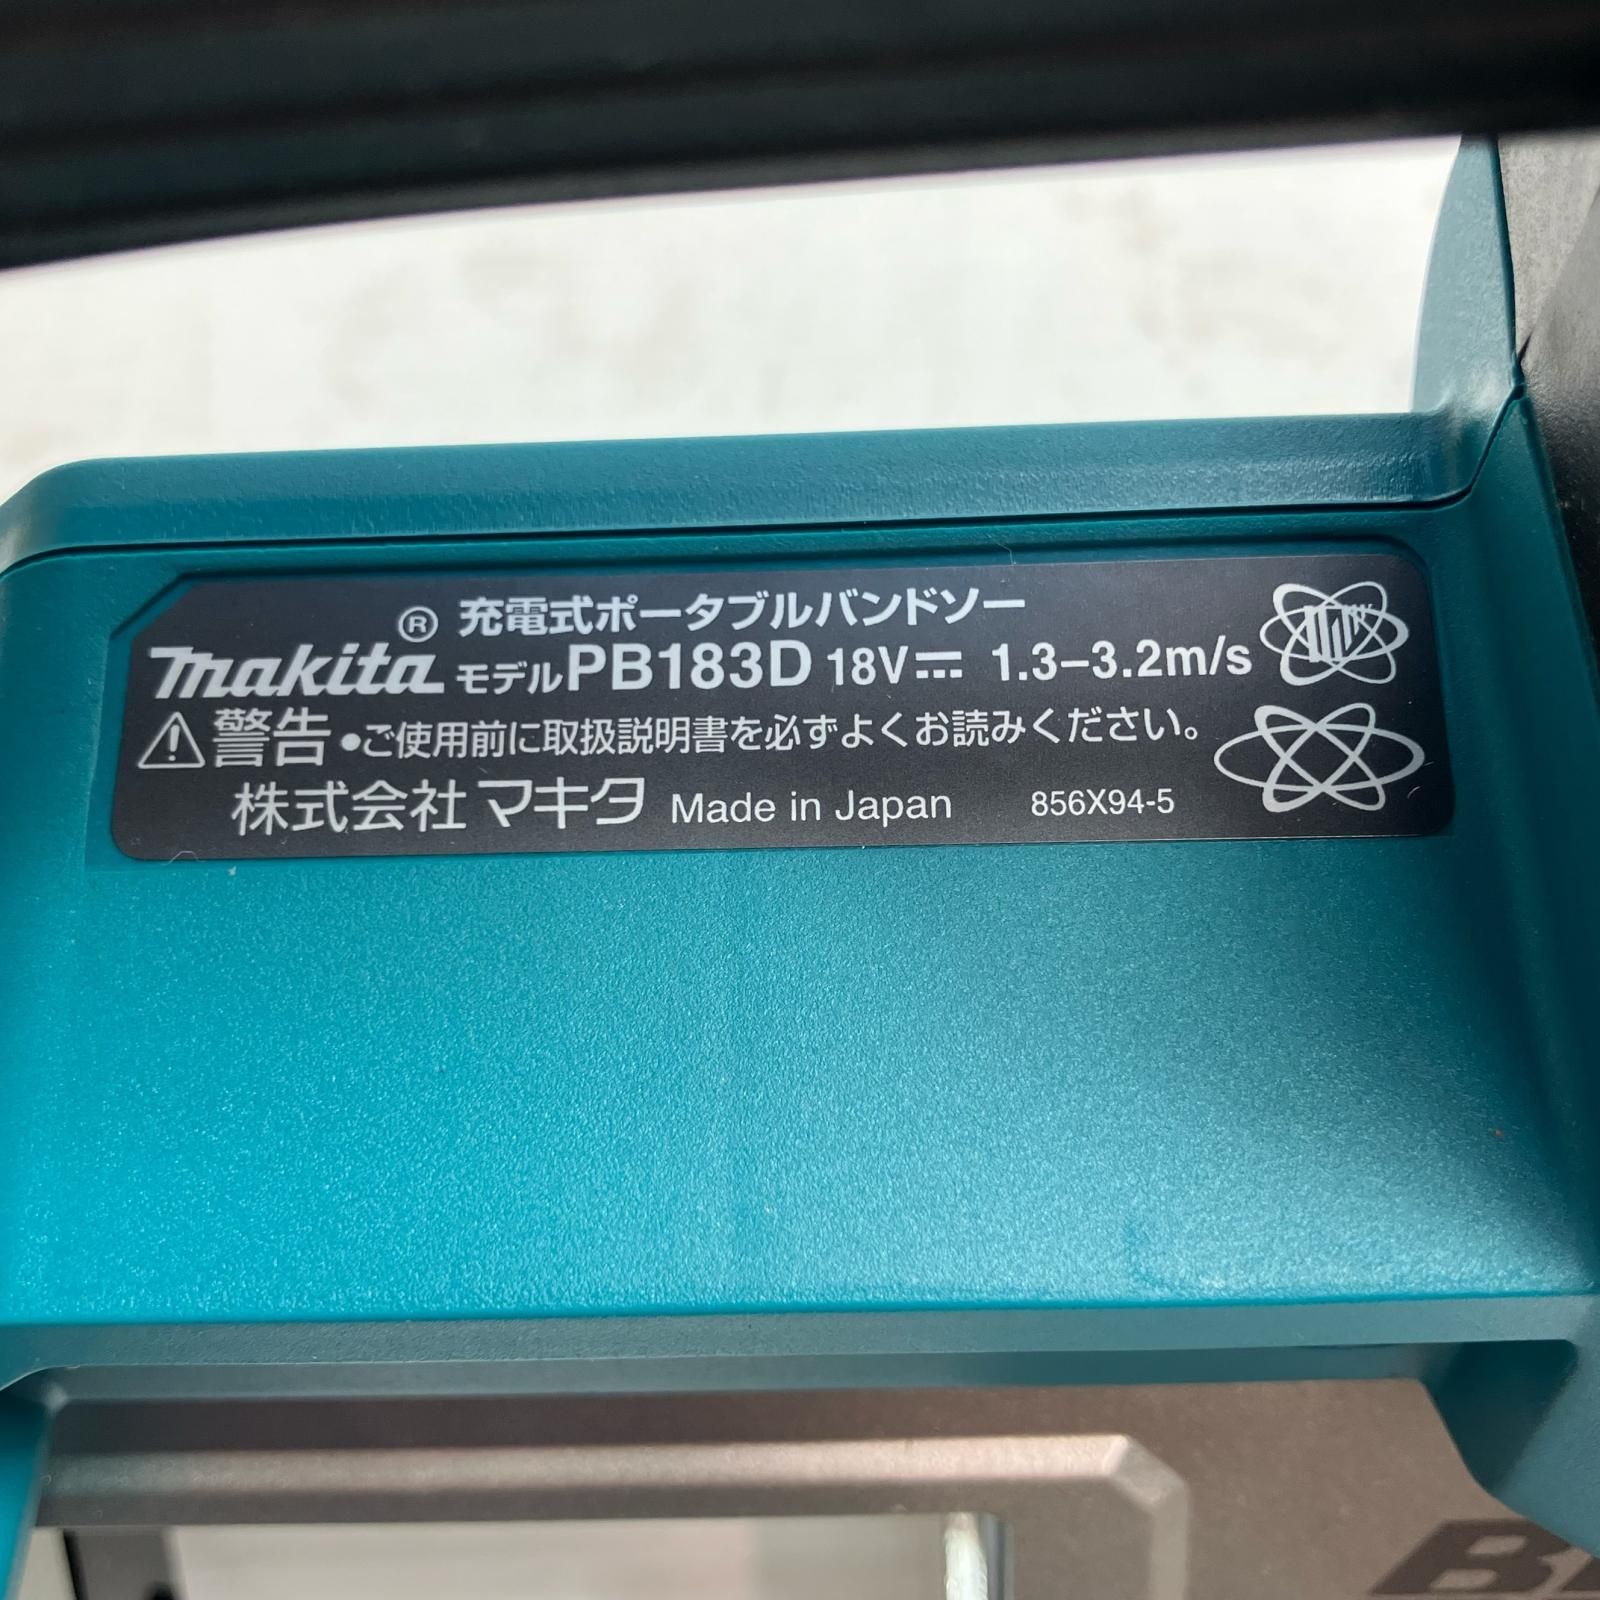 makita® 充電式ポータブルバンドソー
モデル PB183D 18V⎓ 1.3–3.2m/s
⚠警告 •ご使用前に取扱説明書を必ずよくお読みください。
株式会社マキタ Made in Japan 856X94-5